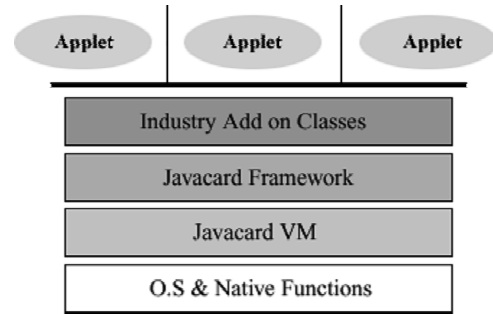 Applet Applet Applet
Industry Add on Classes
Javacard Framework
Javacard VM
O.S & Native Functions